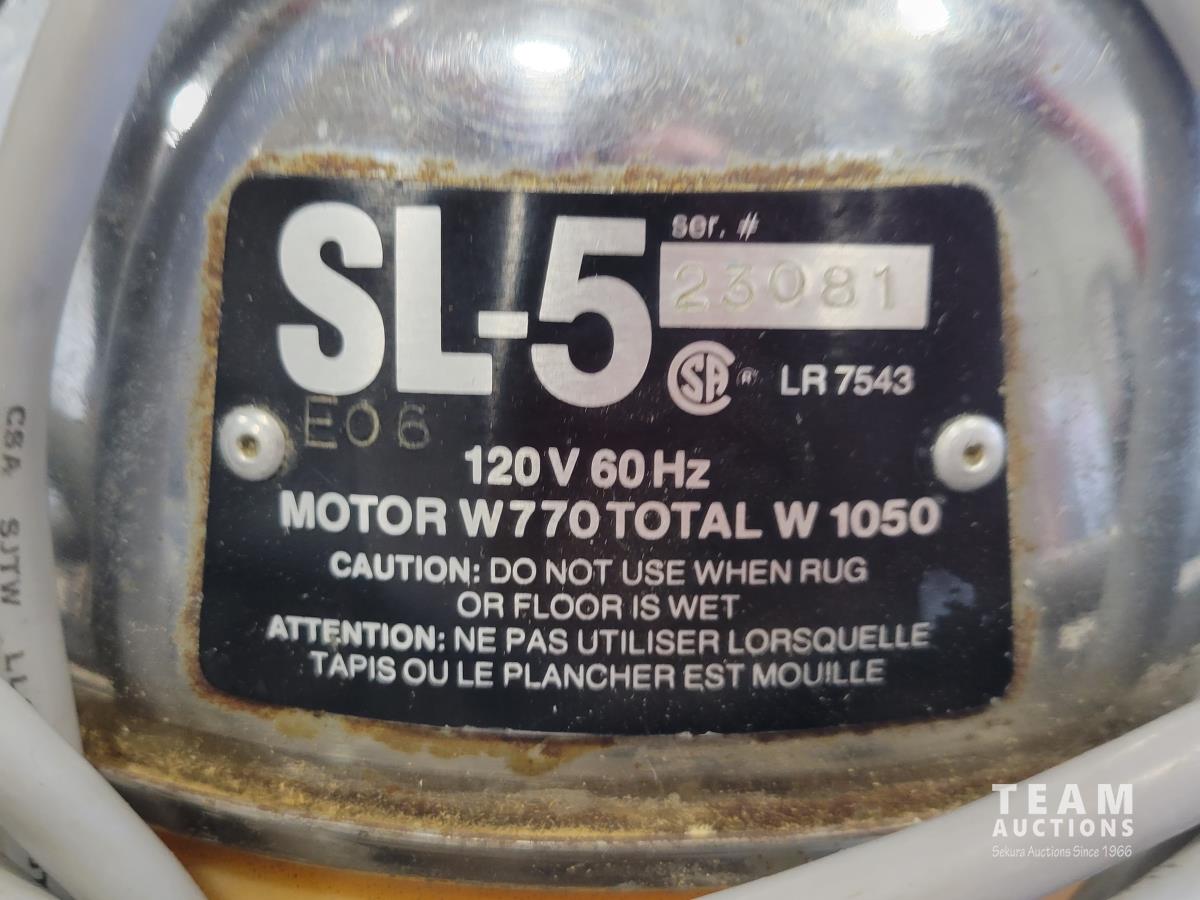 SL-5
ser. #
23081
CSA ® LR 7543
E06
120 V 60 Hz
MOTOR W 770 TOTAL W 1050
CAUTION: DO NOT USE WHEN RUG
OR FLOOR IS WET
ATTENTION: NE PAS UTILISER LORSQUELLE
TAPIS OU LE PLANCHER EST MOUILLE
CSA SJTW
TEAM
AUCTIONS
Sekura Auctions Since 1966